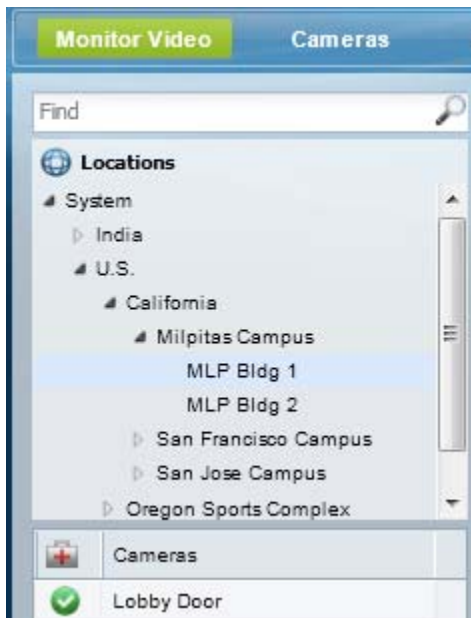 Monitor Video Cameras
Find
Locations
System
India
U.S.
California
Milpitas Campus
MLP Bldg 1
MLP Bldg 2
San Francisco Campus
San Jose Campus
Oregon Sports Complex
Cameras
Lobby Door